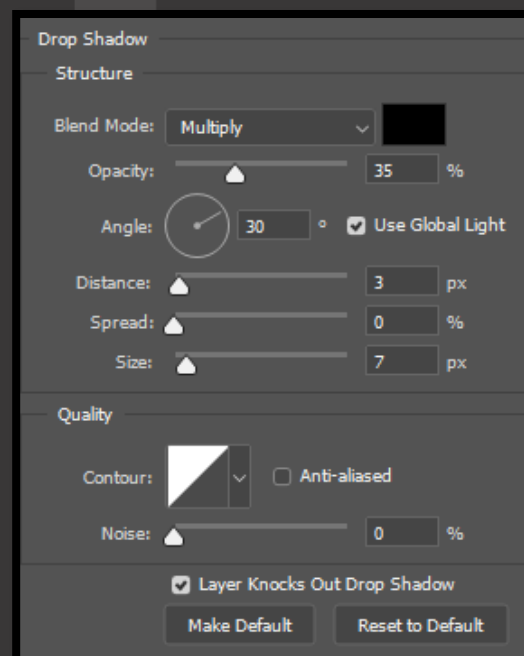 Drop Shadow
Structure
Blend Mode: Multiply
Opacity: 35 %
Angle: 30 ° Use Global Light
Distance: 3 px
Spread: 0 %
Size: 7 px
Quality
Contour: Anti-aliased
Noise: 0 %
Layer Knocks Out Drop Shadow
Make Default Reset to Default